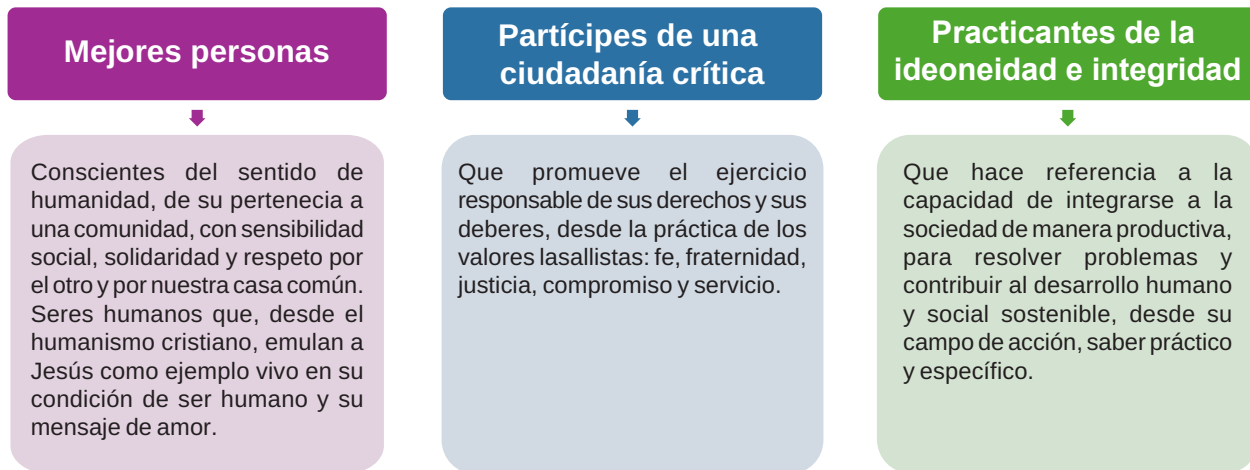 Mejores personas
Conscientes del sentido de
humanidad, de su pertenecia a
una comunidad, con sensibilidad
social, solidaridad y respeto por
el otro y por nuestra casa común.
Seres humanos que, desde el
humanismo cristiano, emulan a
Jesús como ejemplo vivo en su
condición de ser humano y su
mensaje de amor.
Partícipes de una
ciudadanía crítica
Que promueve el ejercicio
responsable de sus derechos y sus
deberes, desde la práctica de los
valores lasallistas: fe, fraternidad,
justicia, compromiso y servicio.
Practicantes de la
ideoneidad e integridad
Que hace referencia a la
capacidad de integrarse a la
sociedad de manera productiva,
para resolver problemas y
contribuir al desarrollo humano
y social sostenible, desde su
campo de acción, saber práctico
y específico.